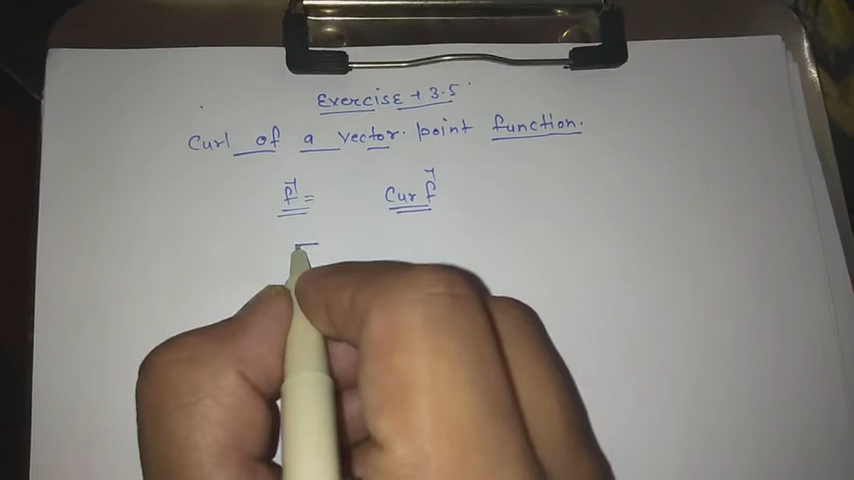 Exercise → 3.5
Curl of a vector point function.
f⃗ = Cur f⃗